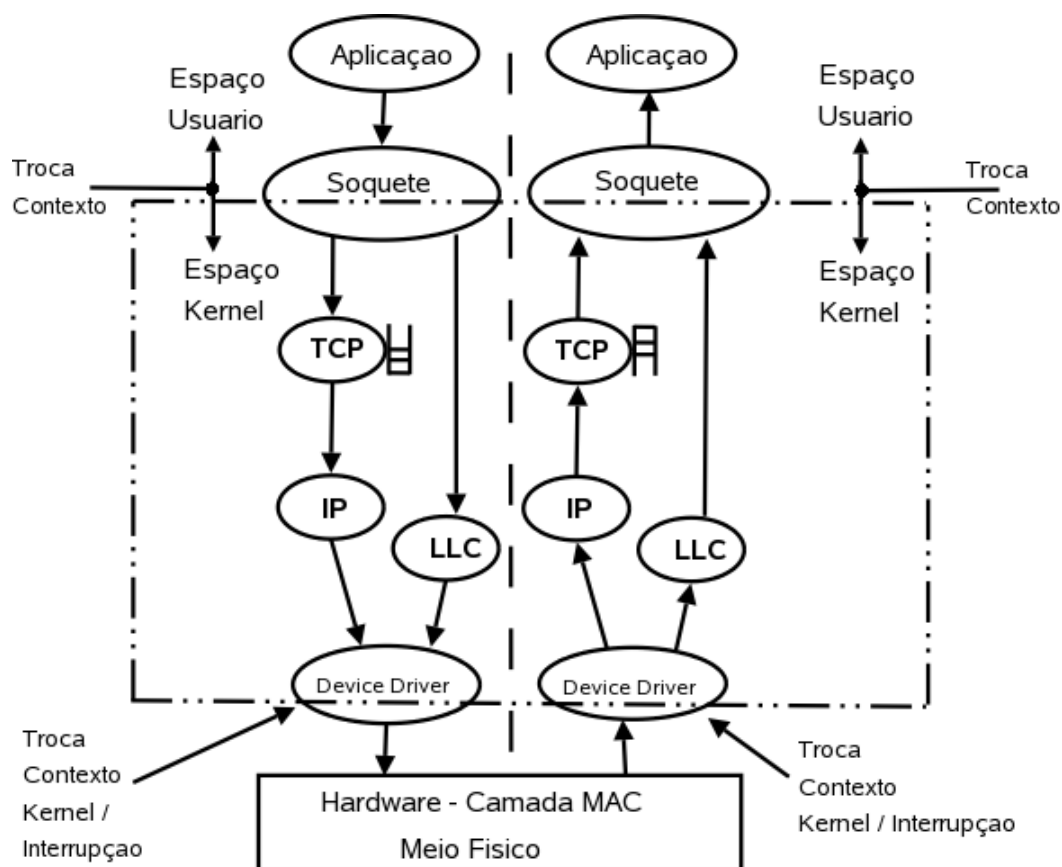 Aplicaçao
Aplicaçao
Espaço
Usuario
Espaço
Usuario
Troca
Contexto
Soquete
Soquete
Troca
Contexto
Espaço
Kernel
Espaço
Kernel
TCP
TCP
IP
IP
LLC
LLC
Device Driver
Device Driver
Troca
Contexto
Kernel /
Interrupçao
Troca
Contexto
Kernel / Interrupçao
Hardware - Camada MAC
Meio Fisico